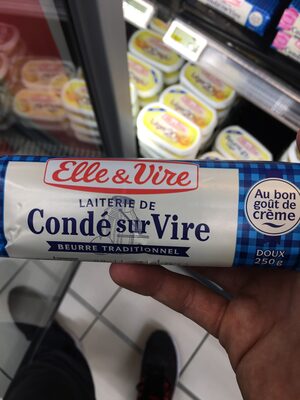 Elle & Vire
LAITERIE DE
Condé sur Vire
BEURRE TRADITIONNEL
Au bon
goût de
crème
DOUX
250g